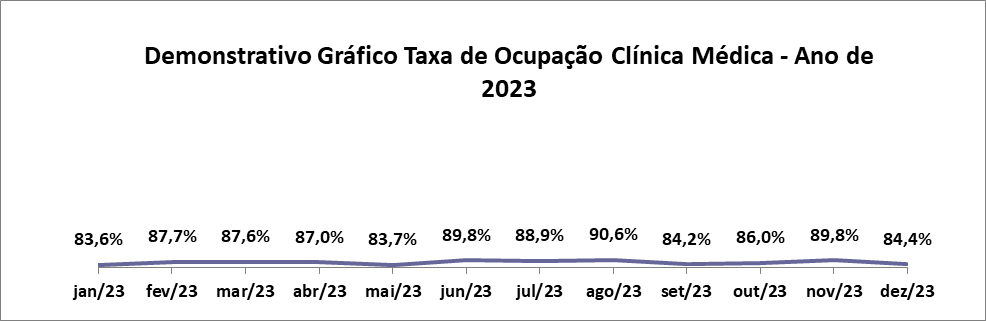 Demonstrativo Gráfico Taxa de Ocupação Clínica Médica - Ano de
2023
83,6% 87,7% 87,6% 87,0% 83,7% 89,8% 88,9% 90,6% 84,2% 86,0% 89,8% 84,4%
jan/23 fev/23 mar/23 abr/23 mai/23 jun/23 jul/23 ago/23 set/23 out/23 nov/23 dez/23